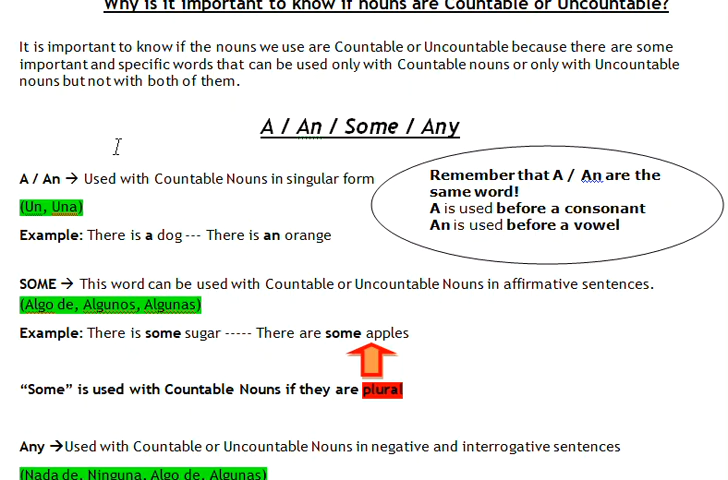 Why is it important to know if nouns are Countable or Uncountable?
It is important to know if the nouns we use are Countable or Uncountable because there are some
important and specific words that can be used only with Countable nouns or only with Uncountable
nouns but not with both of them.
A / An / Some / Any
A / An → Used with Countable Nouns in singular form
(Un, Una)
Example: There is a dog --- There is an orange
Remember that A / An are the
same word!
A is used before a consonant
An is used before a vowel
SOME → This word can be used with Countable or Uncountable Nouns in affirmative sentences.
(Algo de, Algunos, Algunas)
Example: There is some sugar ----- There are some apples
“Some” is used with Countable Nouns if they are plural
Any →Used with Countable or Uncountable Nouns in negative and interrogative sentences
(Nada de, Ninguna, Algo de, Algunas)